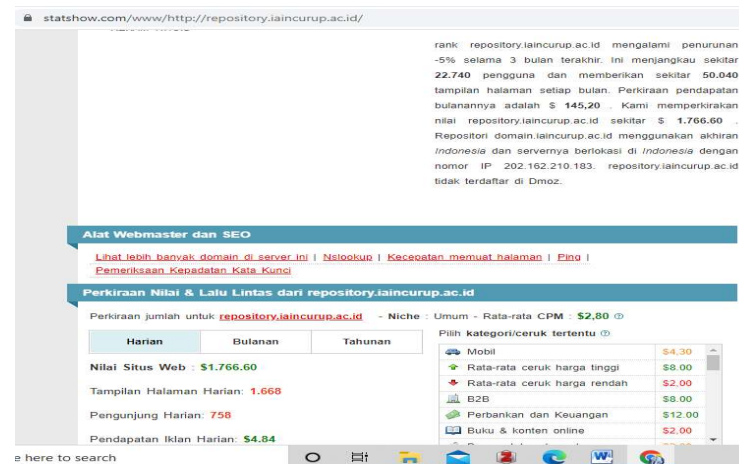 statshow.com/www/http://repository.iaincurup.ac.id/
rank repository.iaincurup.ac.id mengalami penurunan
-5% selama 3 bulan terakhir. Ini menjangkau sekitar
22.740 pengguna dan memberikan sekitar 50.040
tampilan halaman setiap bulan. Perkiraan pendapatan
bulanannya adalah $ 145,20 . Kami memperkirakan
nilai repository.iaincurup.ac.id sekitar $ 1.766.60 .
Repositori domain.iaincurup.ac.id menggunakan akhiran
Indonesia dan servernya berlokasi di Indonesia dengan
nomor IP 202.162.210.183. repository.iaincurup.ac.id
tidak terdaftar di Dmoz.
Alat Webmaster dan SEO
Lihat lebih banyak domain di server ini | Nslookup | Kecepatan memuat halaman | Ping |
Pemeriksaan Kepadatan Kata Kunci
Perkiraan Nilai & Lalu Lintas dari repository.iaincurup.ac.id
Perkiraan jumlah untuk repository.iaincurup.ac.id - Niche : Umum - Rata-rata CPM : $2,80
Harian Bulanan Tahunan
Nilai Situs Web : $1.766.60
Tampilan Halaman Harian: 1.668
Pengunjung Harian: 758
Pendapatan Iklan Harian: $4.84
Pilih kategori/ceruk tertentu
Mobil $4,30
Rata-rata ceruk harga tinggi $8.00
Rata-rata ceruk harga rendah $2,00
B2B $8.00
Perbankan dan Keuangan $12.00
Buku & konten online $2.00
e here to search